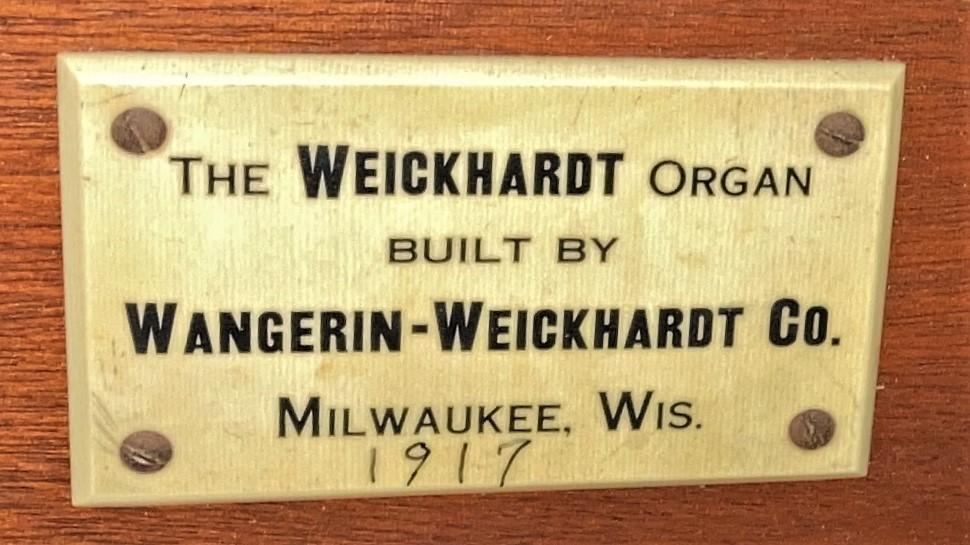 The Weickhardt Organ
BUILT BY
Wangerin-Weickhardt Co.
Milwaukee, Wis.
1917